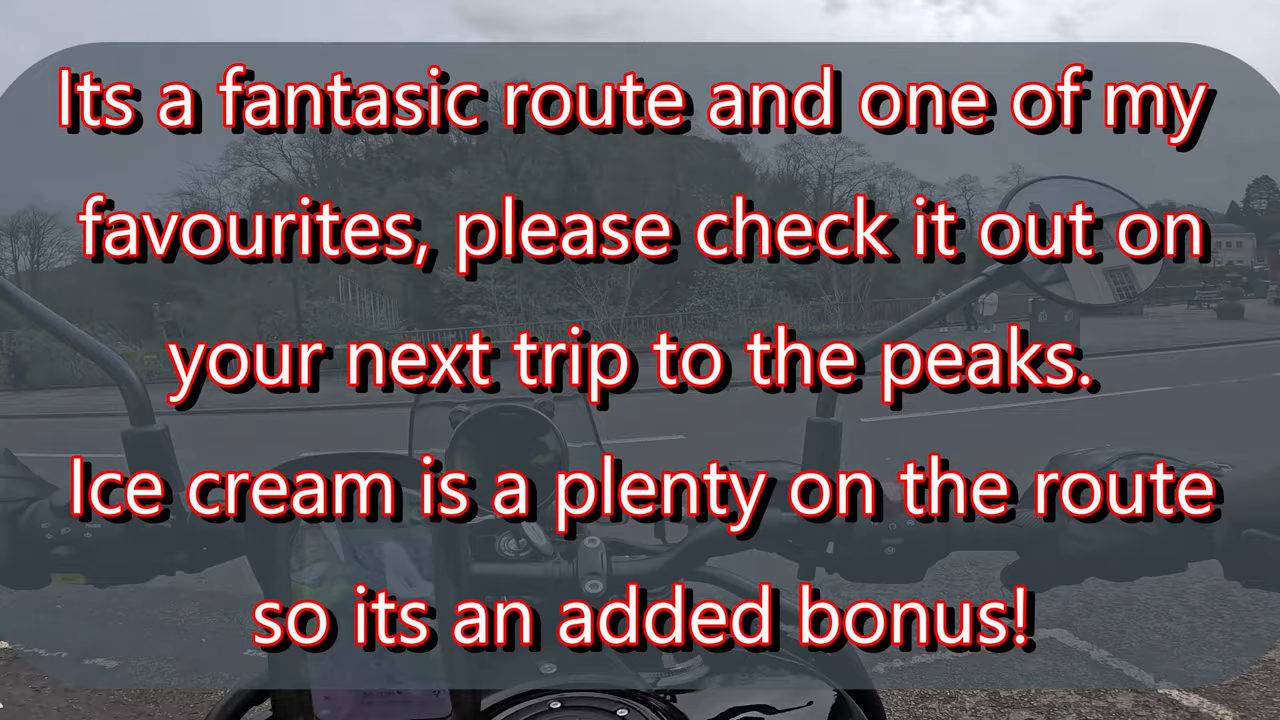 Its a fantasic route and one of my
favourites, please check it out on
your next trip to the peaks.
Ice cream is a plenty on the route
so its an added bonus!